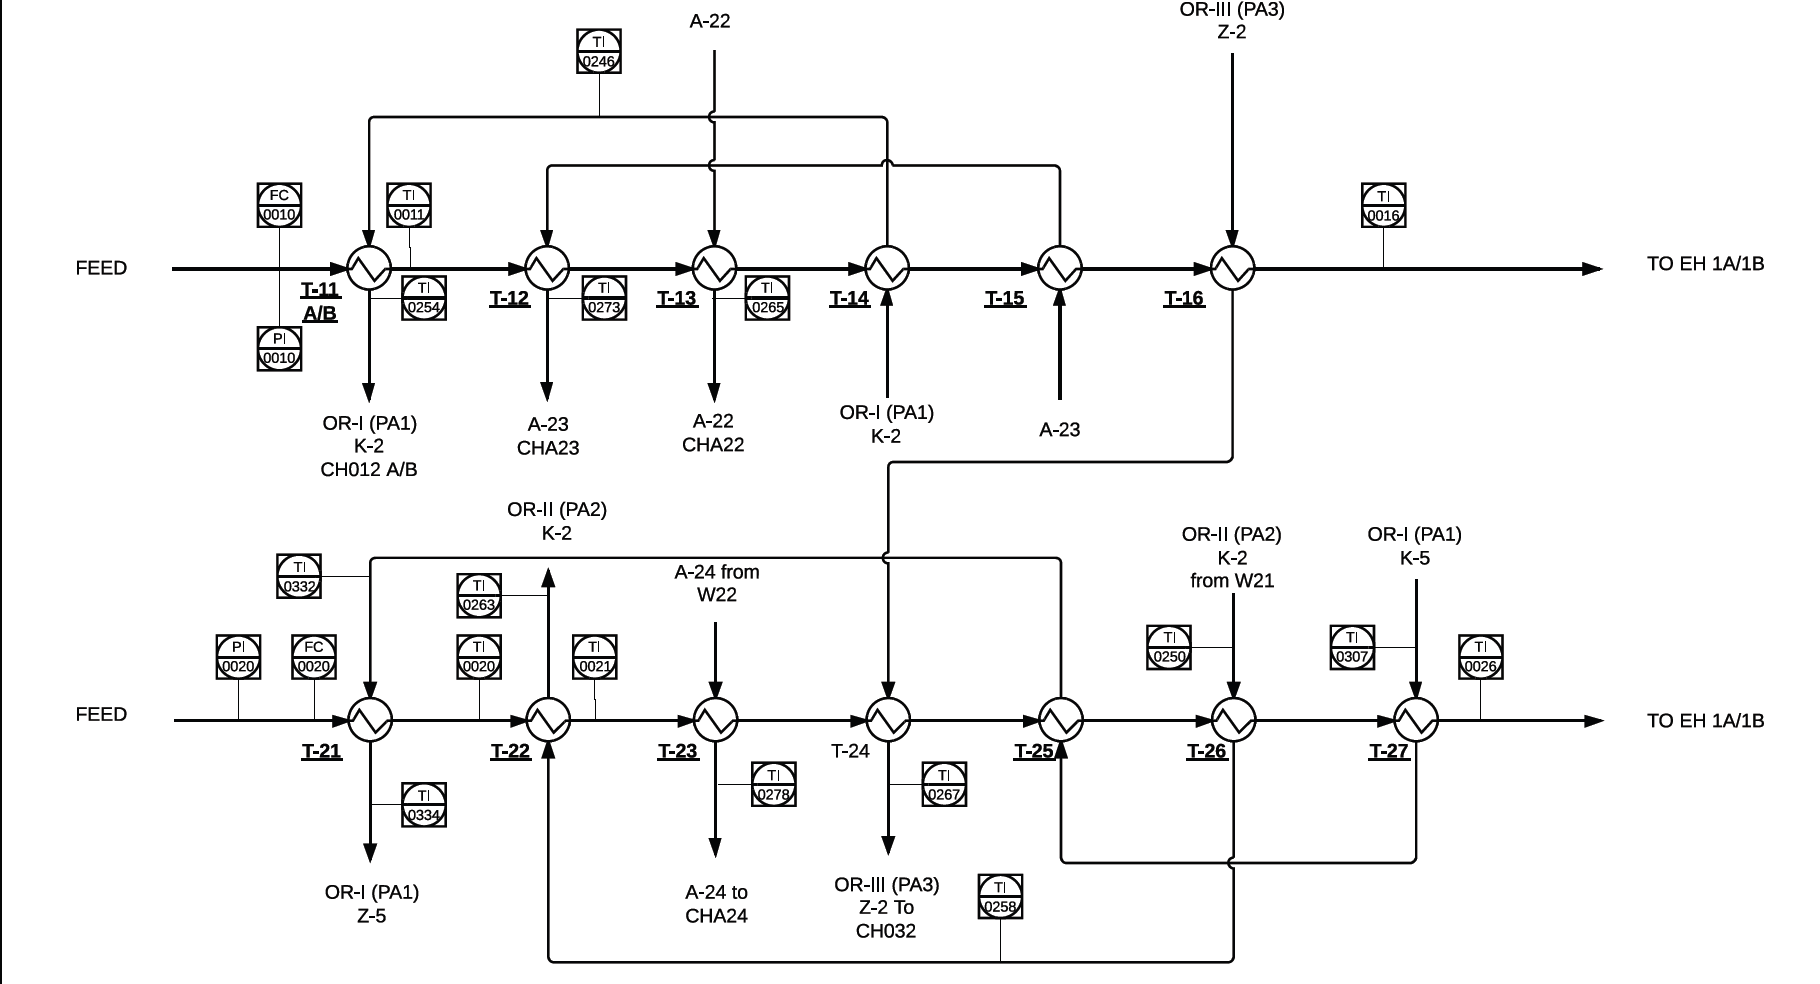 OR-III (PA3)
Z-2
A-22
TI
0246
FC
0010
TI
0011
TI
0016
FEED
TO EH 1A/1B
T-11
A/B
TI
0254
T-12
TI
0273
T-13
TI
0265
T-14
T-15
T-16
PI
0010
OR-I (PA1)
K-2
CH012 A/B
A-23
CHA23
A-22
CHA22
OR-I (PA1)
K-2
A-23
OR-II (PA2)
K-2
OR-II (PA2)
K-2
from W21
OR-I (PA1)
K-5
TI
0332
TI
0263
A-24 from
W22
PI
0020
FC
0020
TI
0020
TI
0021
TI
0250
TI
0307
TI
0026
FEED
TO EH 1A/1B
T-21
T-22
T-23
T-24
T-25
T-26
T-27
TI
0334
TI
0278
TI
0267
OR-I (PA1)
Z-5
A-24 to
CHA24
OR-III (PA3)
Z-2 To
CH032
TI
0258